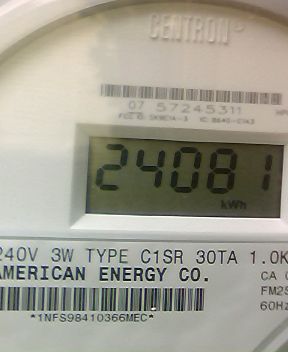 CENTRON®
07 57245311
24081
kWh
240V 3W TYPE C1SR 30TA 1.0K
AMERICAN ENERGY CO.
CA
FM2S
60Hz
*1NFS98410366MEC*